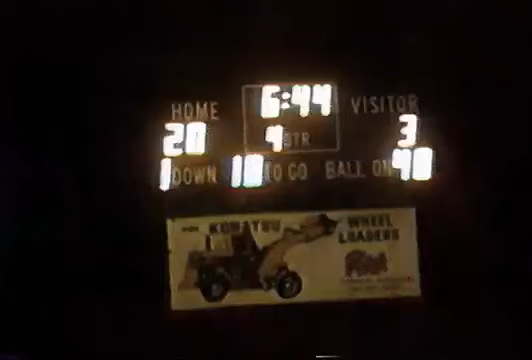 6:44
HOME VISITOR
20 4 QTR 3
1 DOWN 10 TO GO BALL ON 40
KOMATSU WHEEL
LOADERS